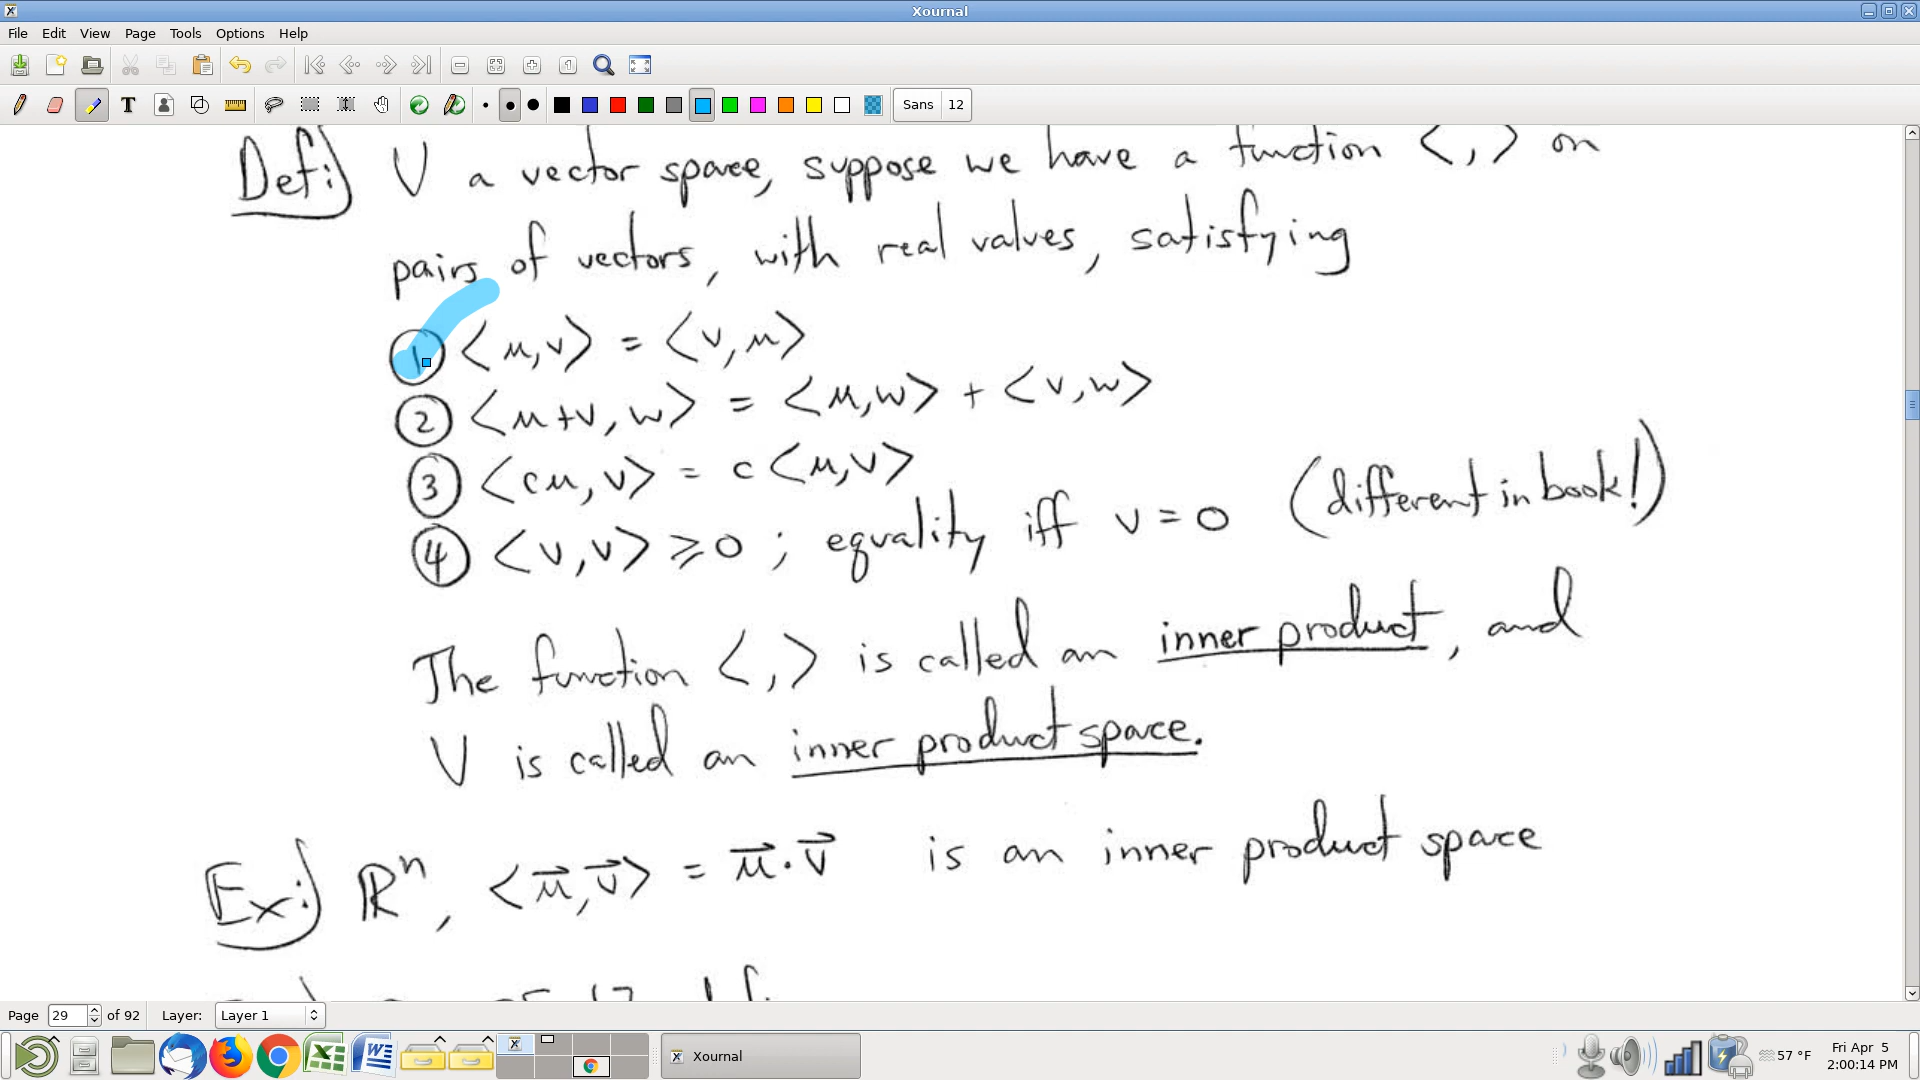 Xournal
File Edit View Page Tools Options Help
Sans 12
Def:) V a vector space, suppose we have a function <,> on
pairs of vectors, with real values, satisfying
① <u,v> = <v,u>
② <u+v, w> = <u,w> + <v,w>
③ <cu, v> = c <u,v>
④ <v,v> ≥ 0 ; equality iff v = 0 (different in book!)
The function <,> is called an inner product, and
V is called an inner product space.
Ex:) ℝⁿ, <u⃗,v⃗> = u⃗·v⃗ is an inner product space
Page 29 of 92 Layer: Layer 1
Xournal
57 °F
Fri Apr 5
2:00:14 PM